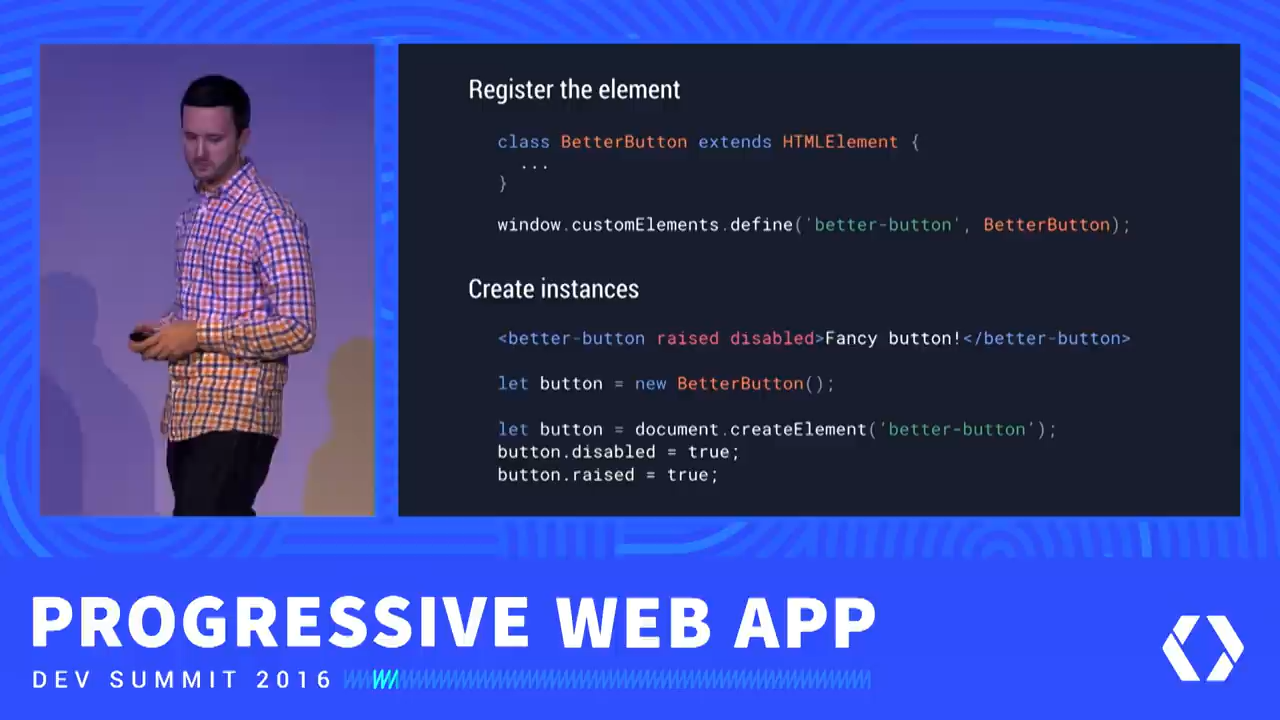 Register the element
class BetterButton extends HTMLElement {
...
}
window.customElements.define('better-button', BetterButton);
Create instances
<better-button raised disabled>Fancy button!</better-button>
let button = new BetterButton();
let button = document.createElement('better-button');
button.disabled = true;
button.raised = true;
PROGRESSIVE WEB APP
DEV SUMMIT 2016